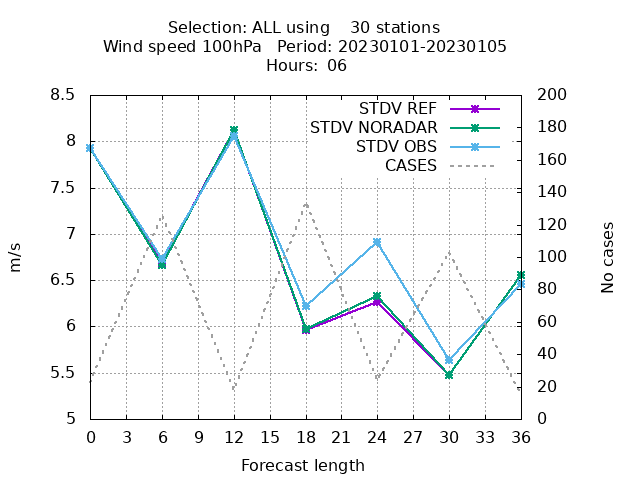 Selection: ALL using    30 stations
Wind speed 100hPa   Period: 20230101-20230105
Hours: 06
STDV REF
STDV NORADAR
STDV OBS
CASES
8.5
8
7.5
7
6.5
6
5.5
5
m/s
200
180
160
140
120
100
80
60
40
20
0
No cases
0 3 6 9 12 15 18 21 24 27 30 33 36
Forecast length